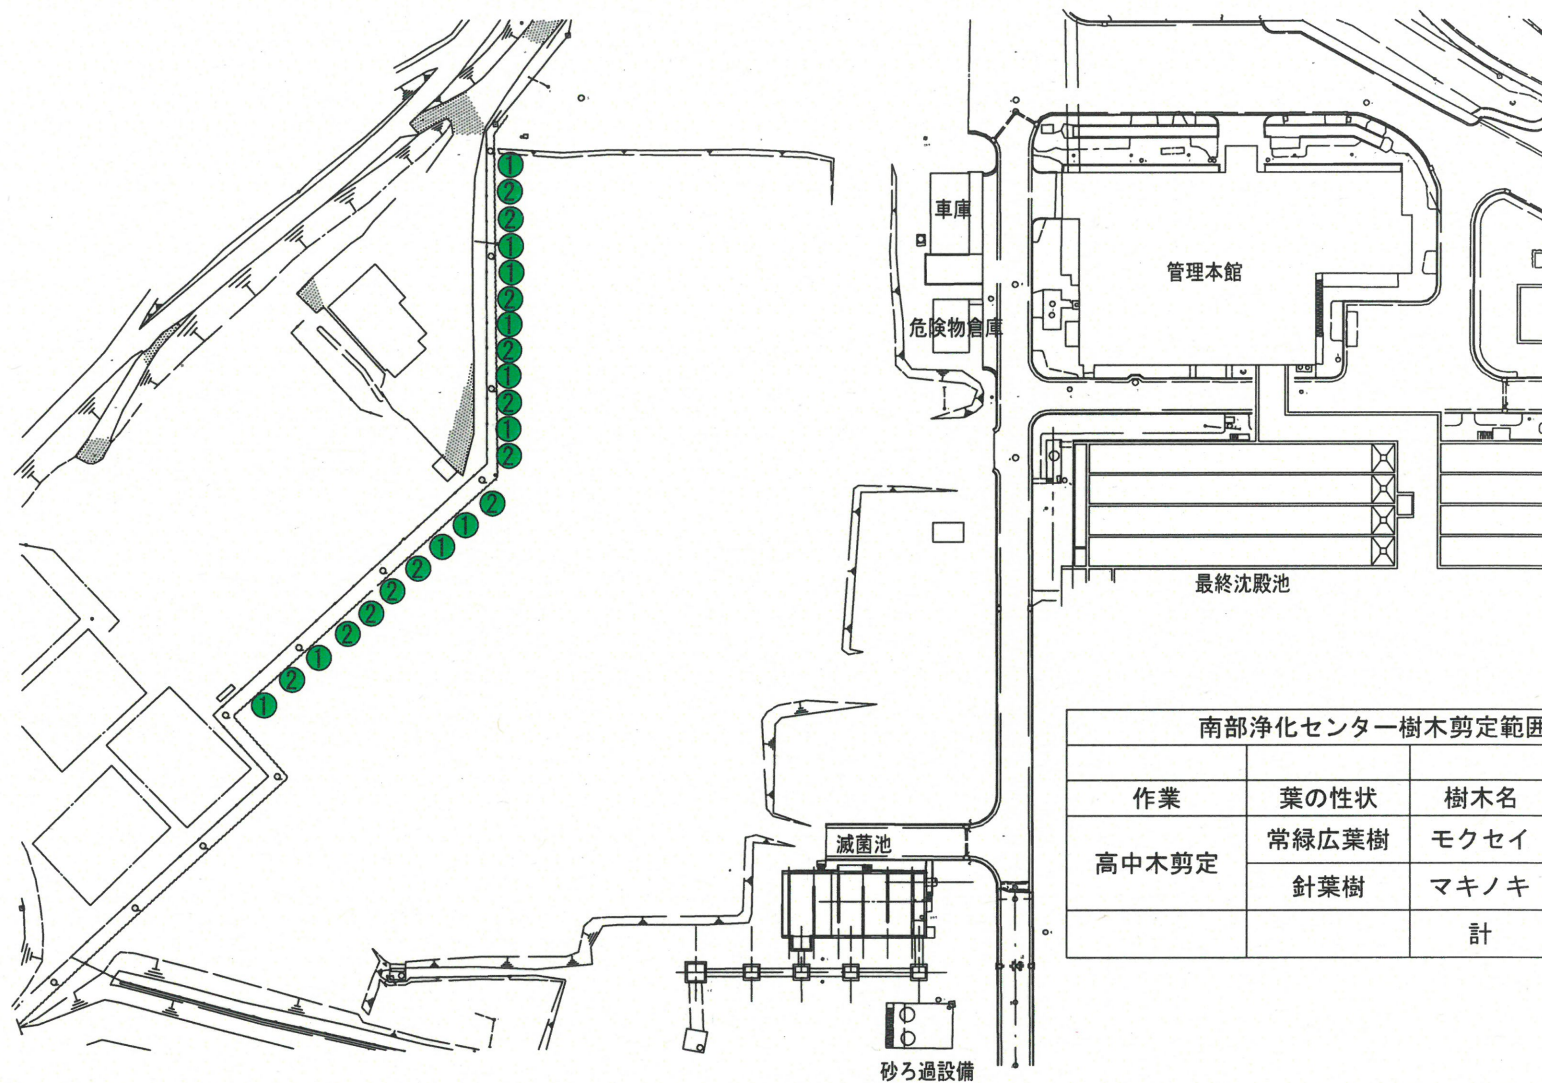 ①
②
②
①
①
②
①
②
①
②
①
②
②
①
①
②
②
②
②
①
②
①
車庫
危険物倉庫
管理本館
最終沈殿池
滅菌池
砂ろ過設備
南部浄化センター樹木剪定範囲
作業 葉の性状 樹木名
高中木剪定 常緑広葉樹 モクセイ
針葉樹 マキノキ
計